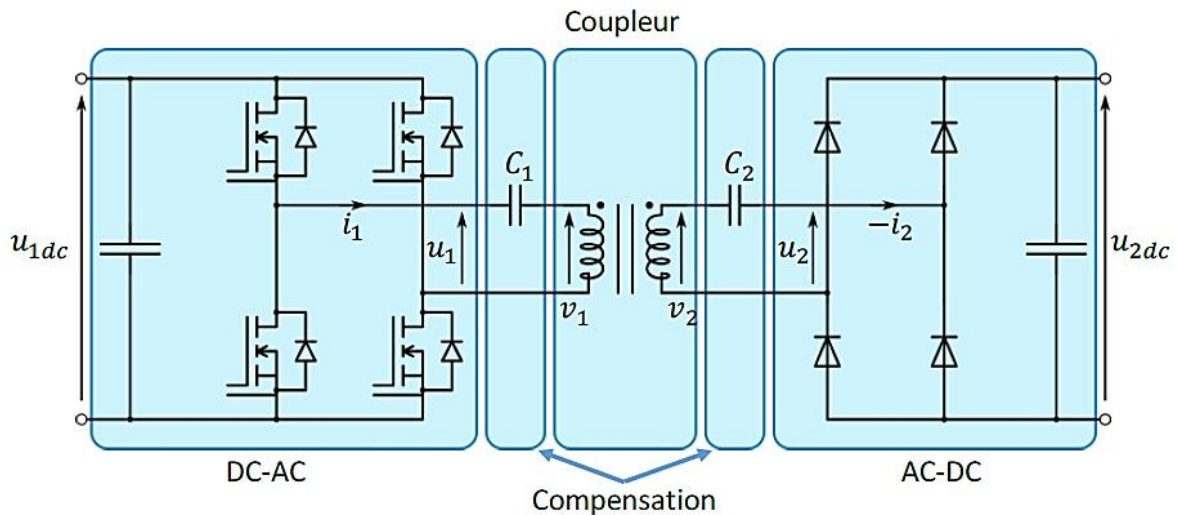 Coupleur
C₁
C₂
i₁
-i₂
u₁dc
u₁
u₂
u₂dc
v₁
v₂
DC-AC
AC-DC
Compensation